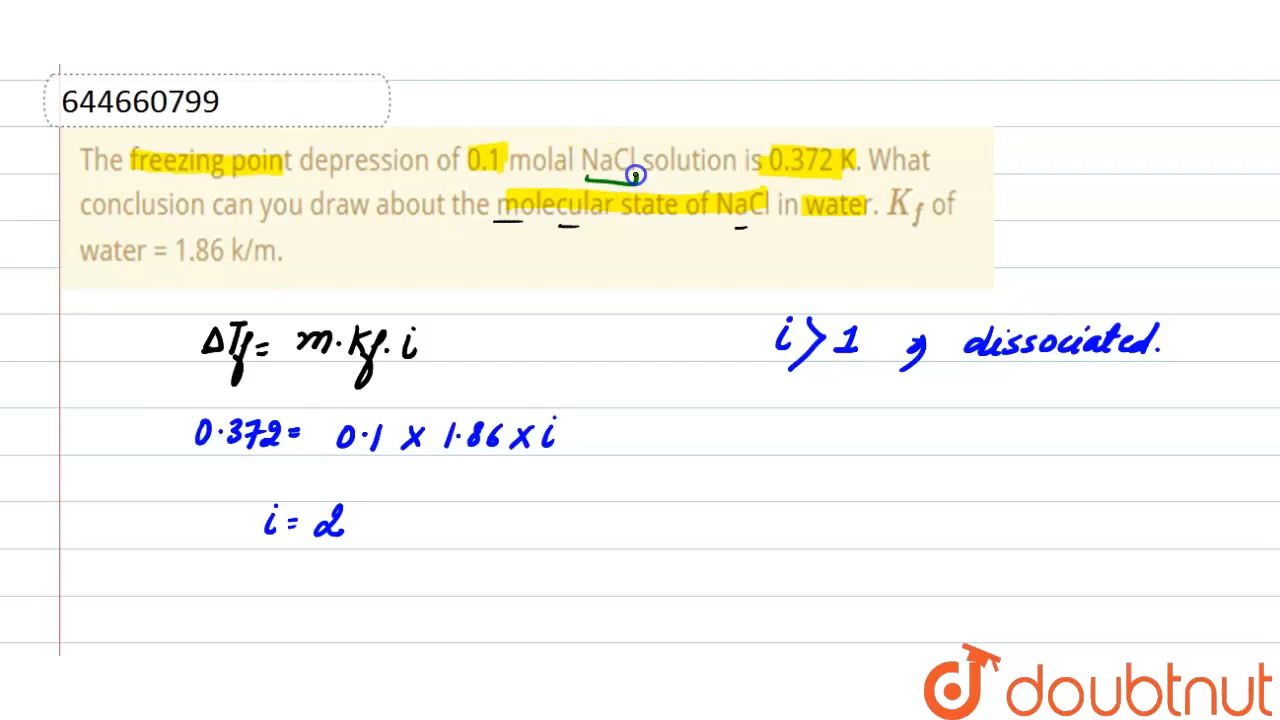 644660799
The freezing point depression of 0.1 molal NaCl solution is 0.372 K. What
conclusion can you draw about the molecular state of NaCl in water. K_f of
water = 1.86 k/m.
ΔTf = m.Kf.i
i > 1 , dissociated.
0.372 = 0.1 x 1.86 x i
i = 2
doubtnut